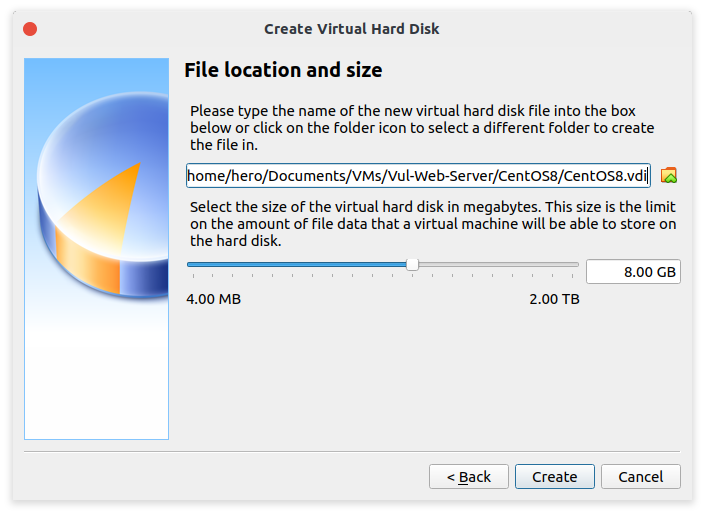 Create Virtual Hard Disk
File location and size
Please type the name of the new virtual hard disk file into the box
below or click on the folder icon to select a different folder to create
the file in.
home/hero/Documents/VMs/Vul-Web-Server/CentOS8/CentOS8.vdi
Select the size of the virtual hard disk in megabytes. This size is the limit
on the amount of file data that a virtual machine will be able to store on
the hard disk.
8.00 GB
4.00 MB 2.00 TB
< Back Create Cancel